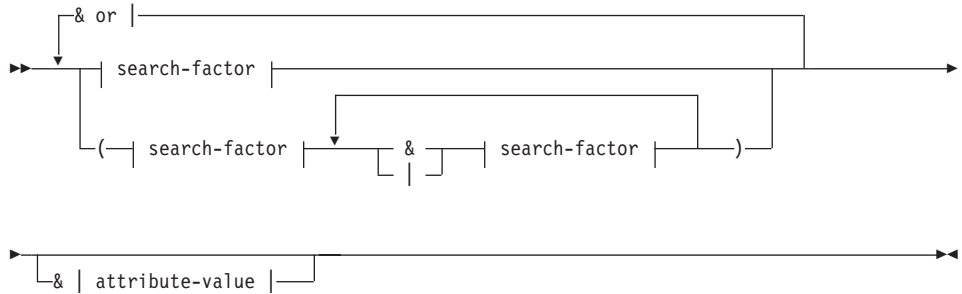 & or |
search-factor
( search-factor & search-factor )
|
& attribute-value